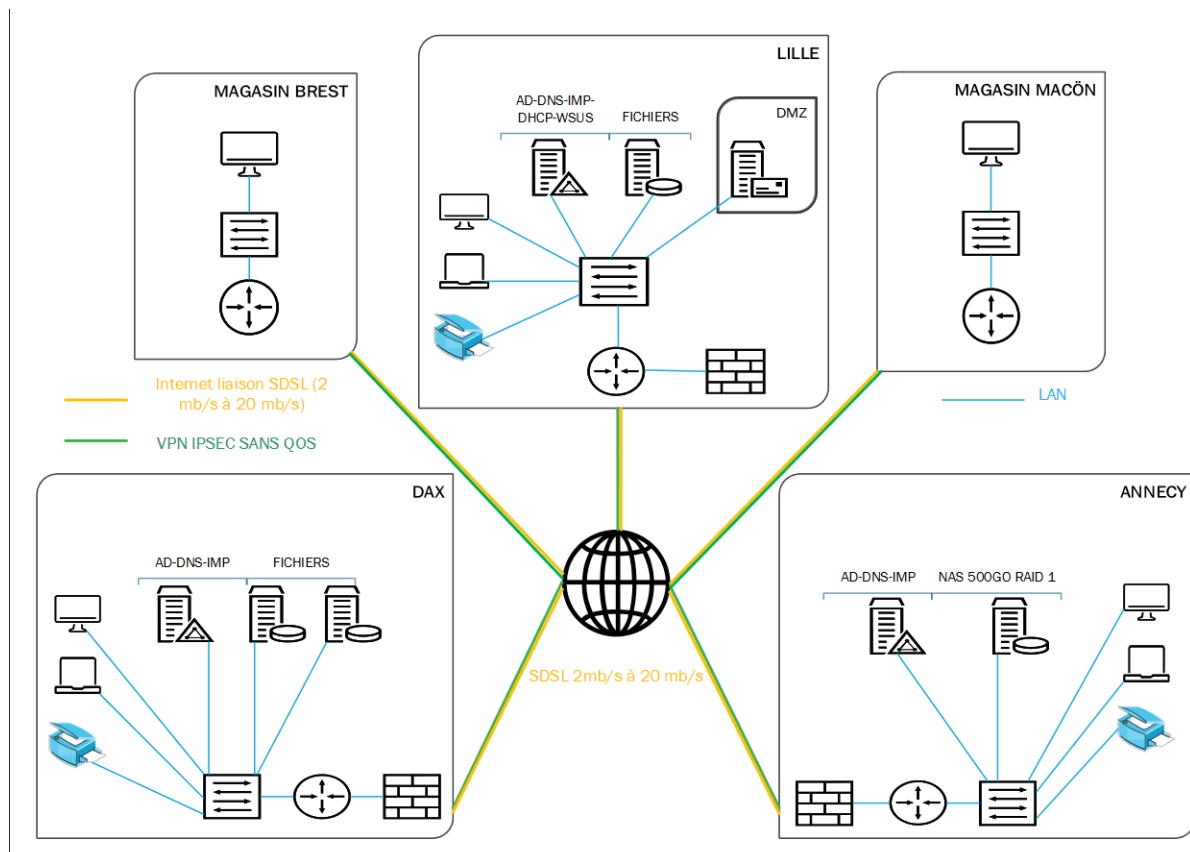 LILLE
MAGASIN BREST
MAGASIN MACÖN
AD-DNS-IMP-
DHCP-WSUS
FICHIERS
DMZ
Internet liaison SDSL (2
mb/s à 20 mb/s)
LAN
VPN IPSEC SANS QOS
DAX
ANNECY
AD-DNS-IMP
FICHIERS
AD-DNS-IMP
NAS 500GO RAID 1
SDSL 2mb/s à 20 mb/s